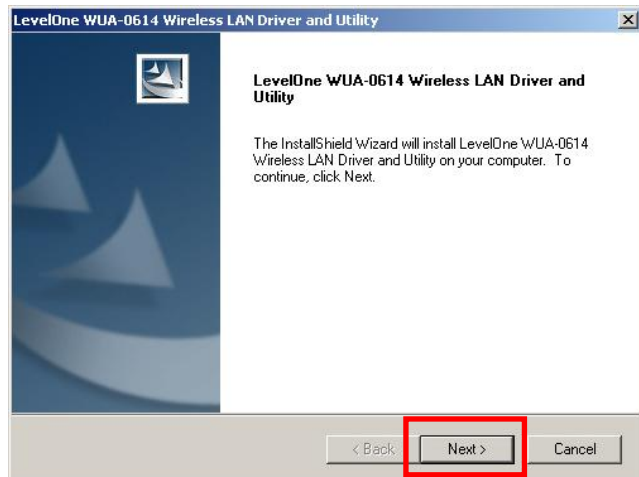 LevelOne WUA-0614 Wireless LAN Driver and Utility
LevelOne WUA-0614 Wireless LAN Driver and
Utility
The InstallShield Wizard will install LevelOne WUA-0614
Wireless LAN Driver and Utility on your computer. To
continue, click Next.
< Back Next > Cancel